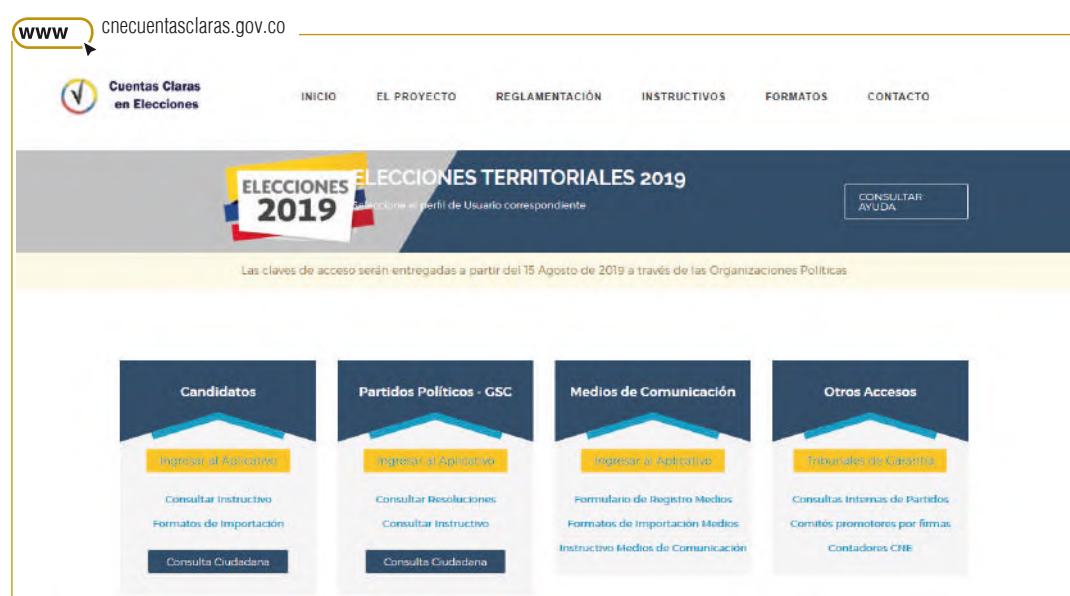 www cnecuentasclaras.gov.co
Cuentas Claras
en Elecciones
INICIO EL PROYECTO REGLAMENTACIÓN INSTRUCTIVOS FORMATOS CONTACTO
ELECCIONES
2019
ELECCIONES TERRITORIALES 2019
Seleccione el perfil de Usuario correspondiente
CONSULTAR
AYUDA
Las claves de acceso serán entregadas a partir del 15 Agosto de 2019 a través de las Organizaciones Políticas
Candidatos
Ingresar al Aplicativo
Consultar Instructivo
Formatos de Importación
Consulta Ciudadana
Partidos Políticos - GSC
Ingresar al Aplicativo
Consultar Resoluciones
Consultar Instructivo
Consulta Ciudadana
Medios de Comunicación
Ingresar al Aplicativo
Formulario de Registro Medios
Formatos de Importación Medios
Instructivo Medios de Comunicación
Otros Accesos
Tribunales de Garantía
Consultas Internas de Partidos
Comités promotores por firmas
Contadores CNE